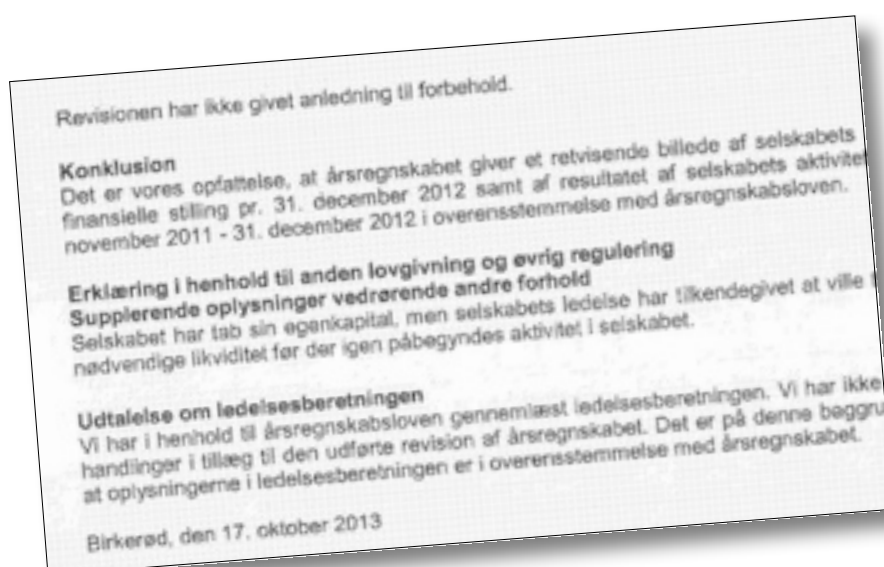 Revisionen har ikke givet anledning til forbehold.
Konklusion
Det er vores opfattelse, at årsregnskabet giver et retvisende billede af selskabets
finansielle stilling pr. 31. december 2012 samt af resultatet af selskabets aktivitet
november 2011 - 31. december 2012 i overensstemmelse med årsregnskabsloven.
Erklæring i henhold til anden lovgivning og øvrig regulering
Supplerende oplysninger vedrørende andre forhold
Selskabet har tab sin egenkapital, men selskabets ledelse har tilkendegivet at ville
nødvendige likviditet før der igen påbegyndes aktivitet i selskabet.
Udtalelse om ledelsesberetningen
Vi har i henhold til årsregnskabsloven gennemlæst ledelsesberetningen. Vi har ikke
handlinger i tillæg til den udførte revision af årsregnskabet. Det er på denne baggru
at oplysningerne i ledelsesberetningen er i overensstemmelse med årsregnskabet.
Birkerød, den 17. oktober 2013